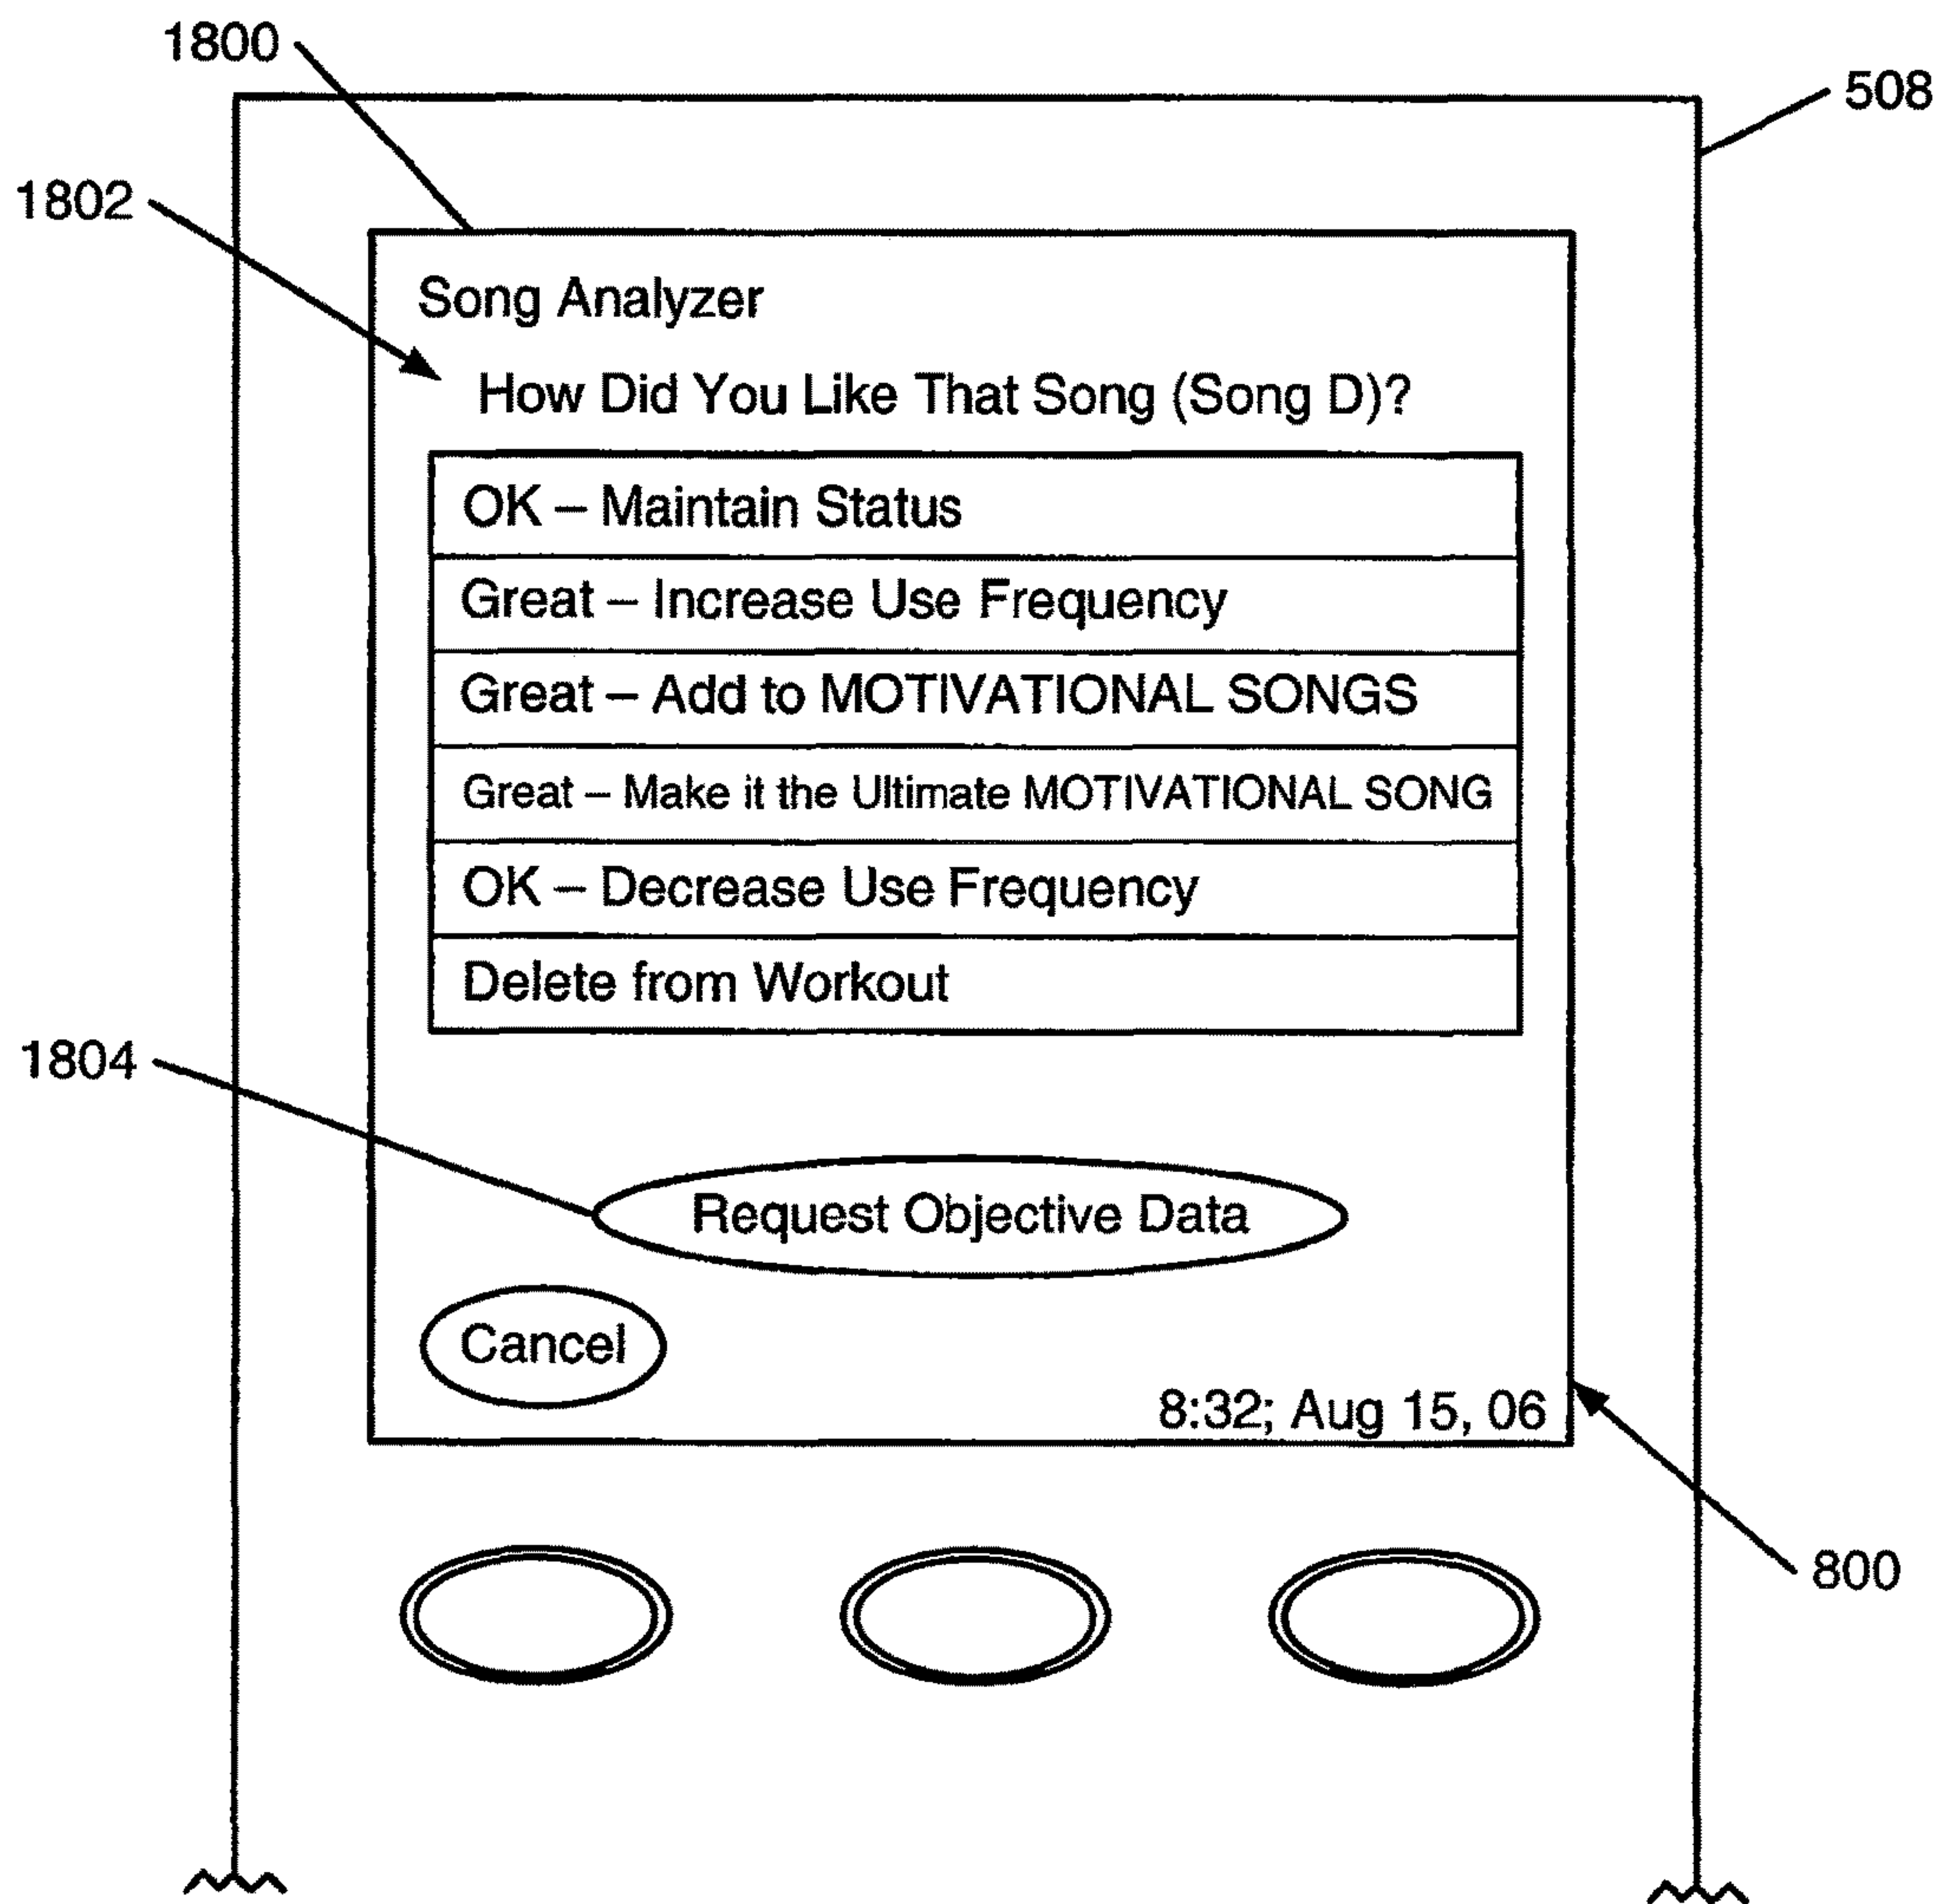 1800
508
1802
Song Analyzer
How Did You Like That Song (Song D)?
OK – Maintain Status
Great – Increase Use Frequency
Great – Add to MOTIVATIONAL SONGS
Great – Make it the Ultimate MOTIVATIONAL SONG
OK – Decrease Use Frequency
Delete from Workout
1804
Request Objective Data
Cancel
8:32; Aug 15, 06
800